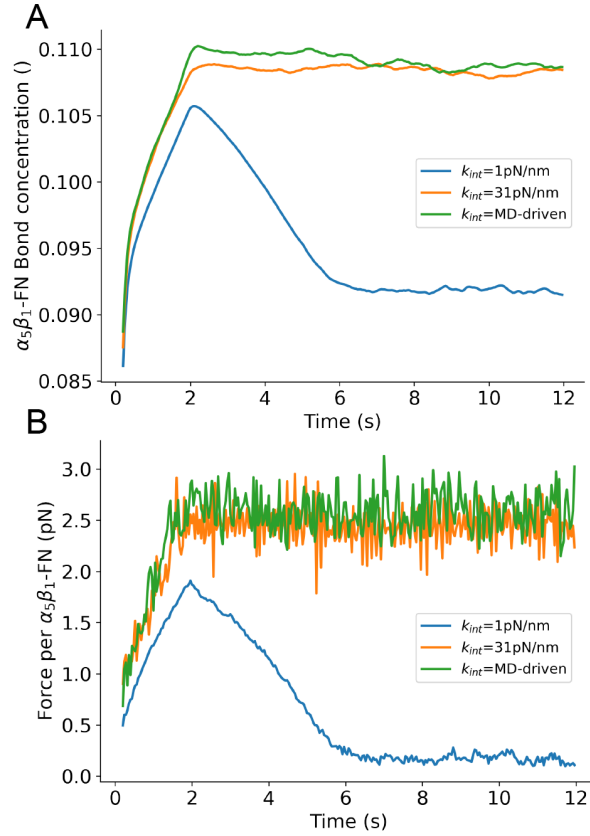 A
0.110
0.105
0.100
0.095
0.090
0.085
α5β1-FN Bond concentration ()
kint=1pN/nm
kint=31pN/nm
kint=MD-driven
0 2 4 6 8 10 12
Time (s)
B
3.0
2.5
2.0
1.5
1.0
0.5
0.0
Force per α5β1-FN (pN)
kint=1pN/nm
kint=31pN/nm
kint=MD-driven
0 2 4 6 8 10 12
Time (s)